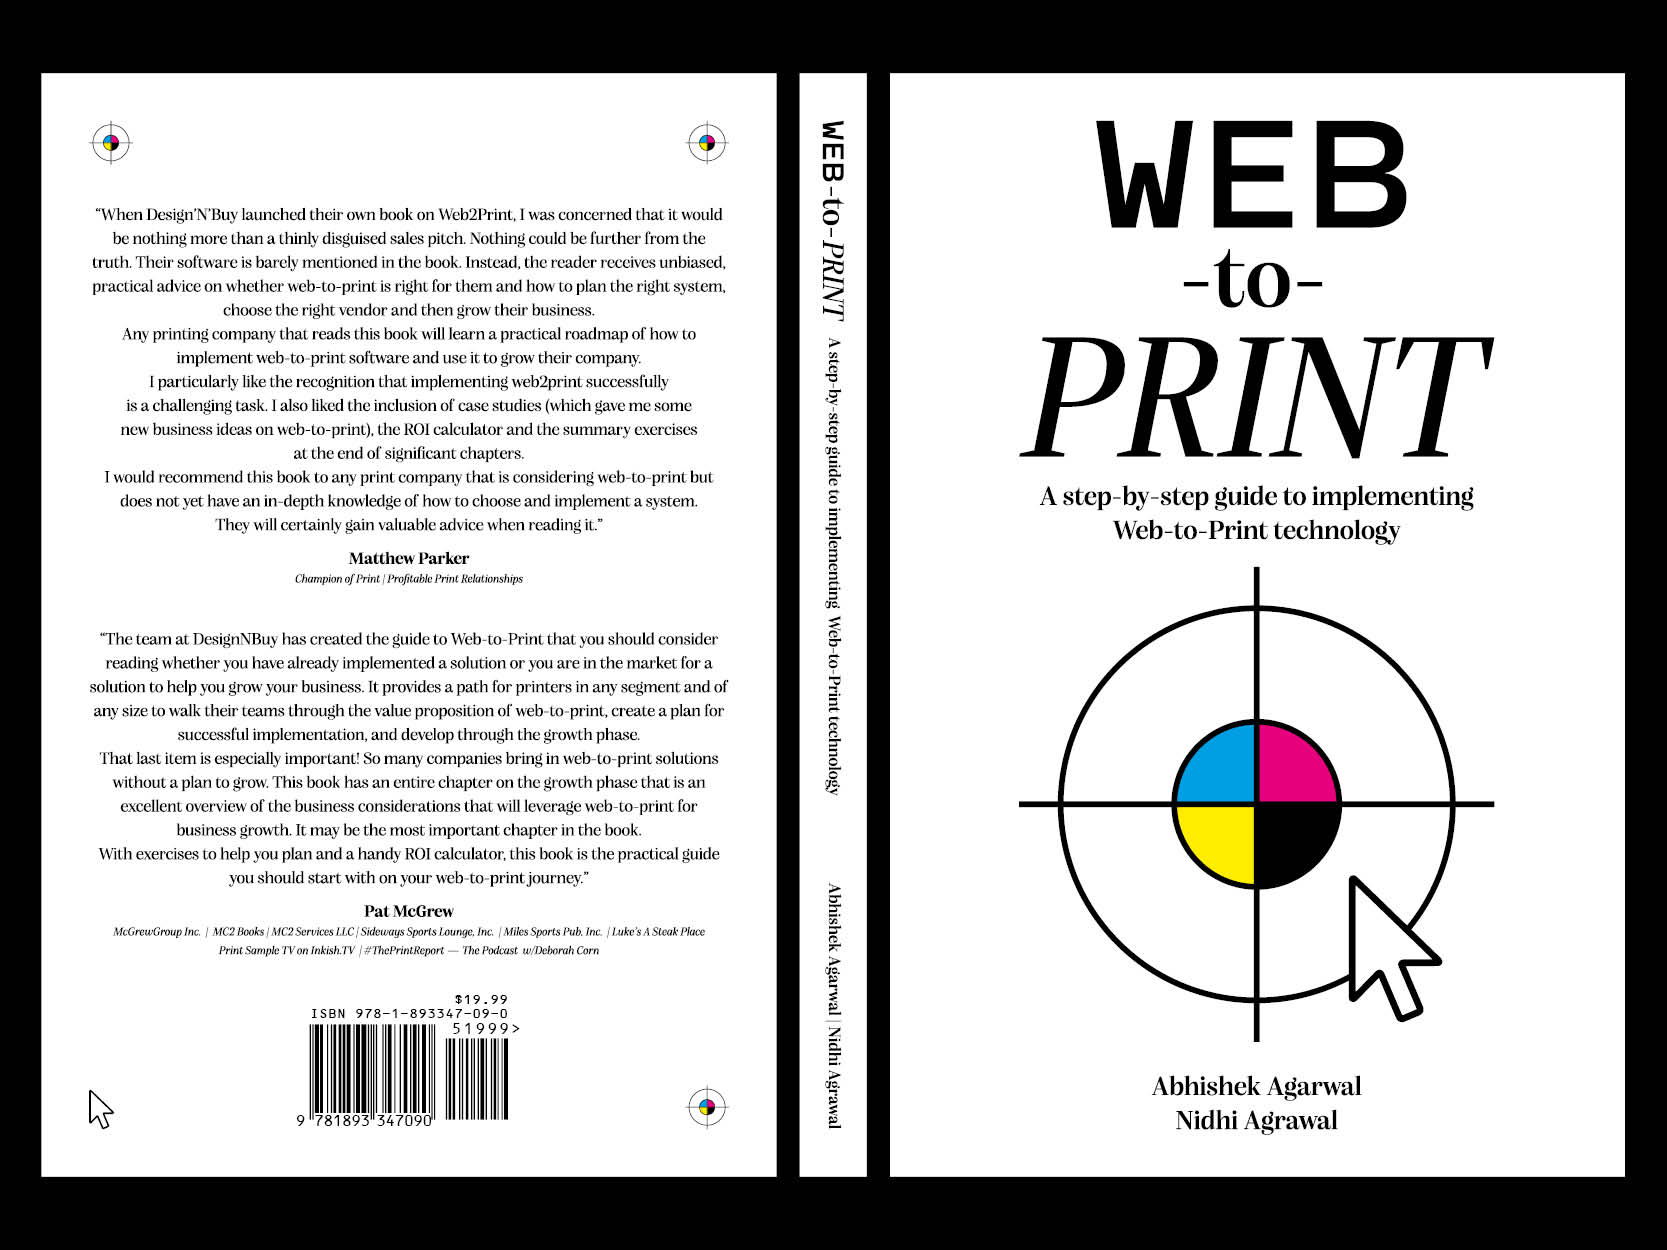 “When Design’N’Buy launched their own book on Web2Print, I was concerned that it would
be nothing more than a thinly disguised sales pitch. Nothing could be further from the
truth. Their software is barely mentioned in the book. Instead, the reader receives unbiased,
practical advice on whether web-to-print is right for them and how to plan the right system,
choose the right vendor and then grow their business.
Any printing company that reads this book will learn a practical roadmap of how to
implement web-to-print software and use it to grow their company.
I particularly like the recognition that implementing web2print successfully
is a challenging task. I also liked the inclusion of case studies (which gave me some
new business ideas on web-to-print), the ROI calculator and the summary exercises
at the end of significant chapters.
I would recommend this book to any print company that is considering web-to-print but
does not yet have an in-depth knowledge of how to choose and implement a system.
They will certainly gain valuable advice when reading it.”
Matthew Parker
Champion of Print | Profitable Print Relationships
“The team at DesignNBuy has created the guide to Web-to-Print that you should consider
reading whether you have already implemented a solution or you are in the market for a
solution to help you grow your business. It provides a path for printers in any segment and of
any size to walk their teams through the value proposition of web-to-print, create a plan for
successful implementation, and develop through the growth phase.
That last item is especially important! So many companies bring in web-to-print solutions
without a plan to grow. This book has an entire chapter on the growth phase that is an
excellent overview of the business considerations that will leverage web-to-print for
business growth. It may be the most important chapter in the book.
With exercises to help you plan and a handy ROI calculator, this book is the practical guide
you should start with on your web-to-print journey.”
Pat McGrew
McGrewGroup Inc. | MC2 Books | MC2 Services LLC | Sideways Sports Lounge, Inc. | Miles Sports Pub, Inc. | Luke’s A Steak Place
Print Sample TV on Inkish.TV | #ThePrintReport — The Podcast w/Deborah Corn
$19.99
ISBN 978-1-893347-09-0
51999>
9 781893 347090
WEB-to-PRINT A step-by-step guide to implementing Web-to-Print technology Abhishek Agarwal | Nidhi Agrawal
WEB
-to-
PRINT
A step-by-step guide to implementing
Web-to-Print technology
Abhishek Agarwal
Nidhi Agrawal